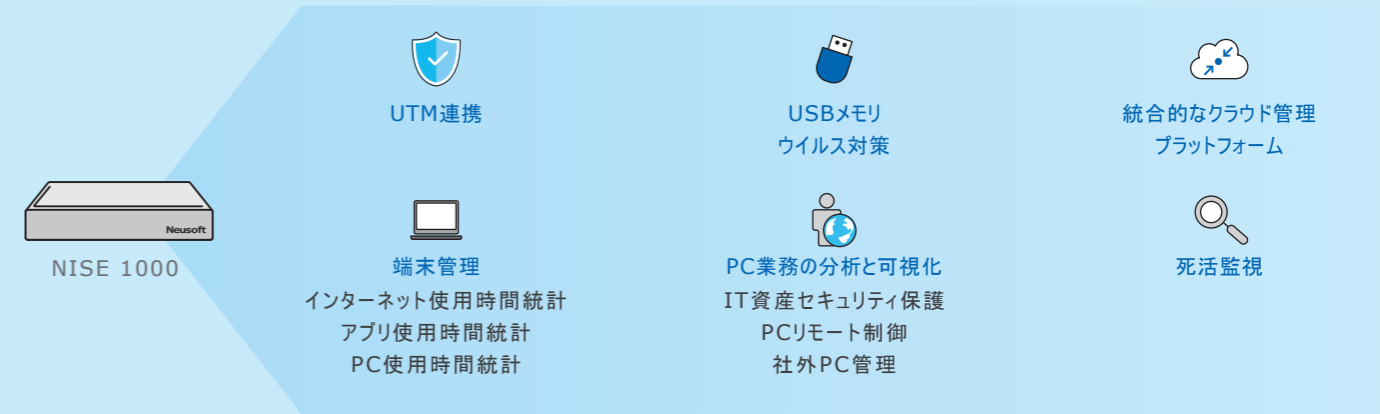 Neusoft
NISE 1000
UTM連携
USBメモリ
ウイルス対策
統合的なクラウド管理
プラットフォーム
端末管理
インターネット使用時間統計
アプリ使用時間統計
PC使用時間統計
PC業務の分析と可視化
IT資産セキュリティ保護
PCリモート制御
社外PC管理
死活監視